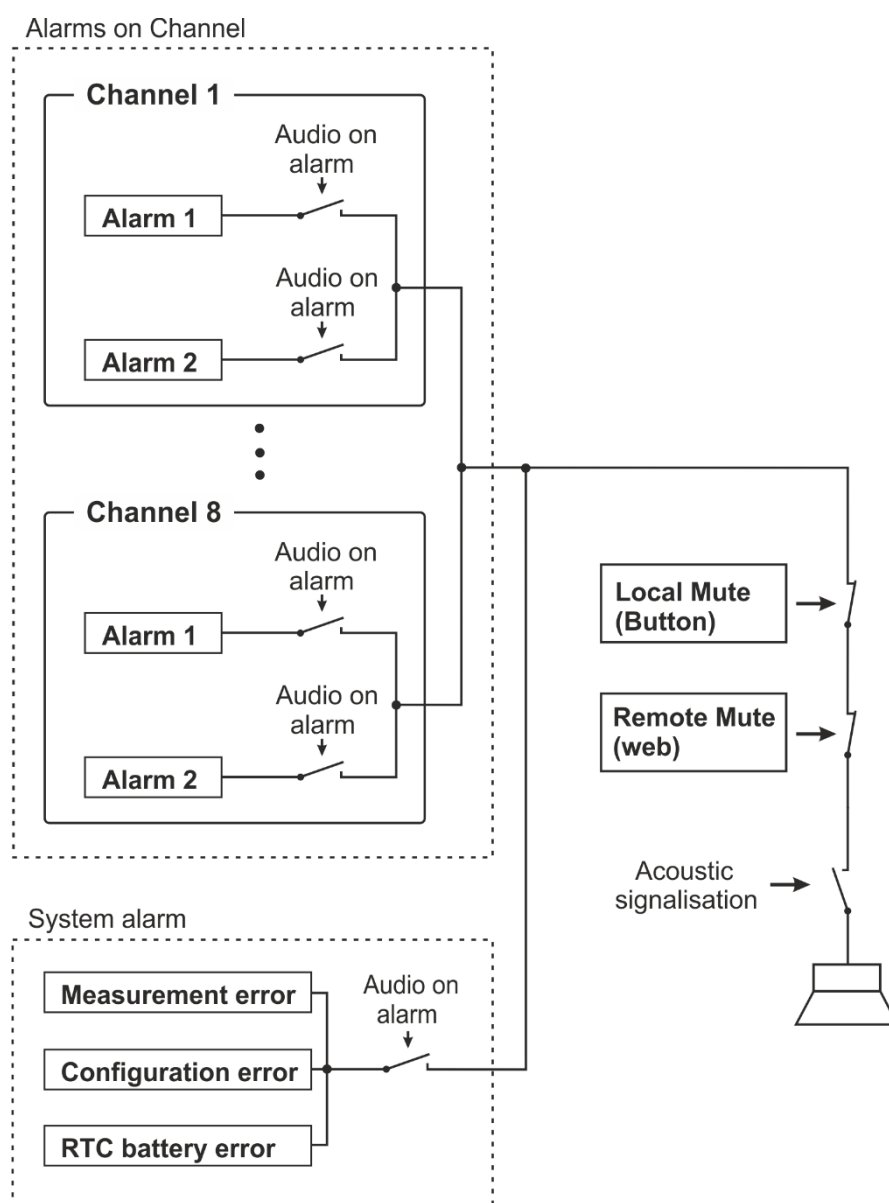 Alarms on Channel
Channel 1
Audio on
alarm
Alarm 1
Audio on
alarm
Alarm 2
Channel 8
Audio on
alarm
Alarm 1
Audio on
alarm
Alarm 2
Local Mute
(Button)
Remote Mute
(web)
Acoustic
signalisation
System alarm
Measurement error
Audio on
alarm
Configuration error
RTC battery error